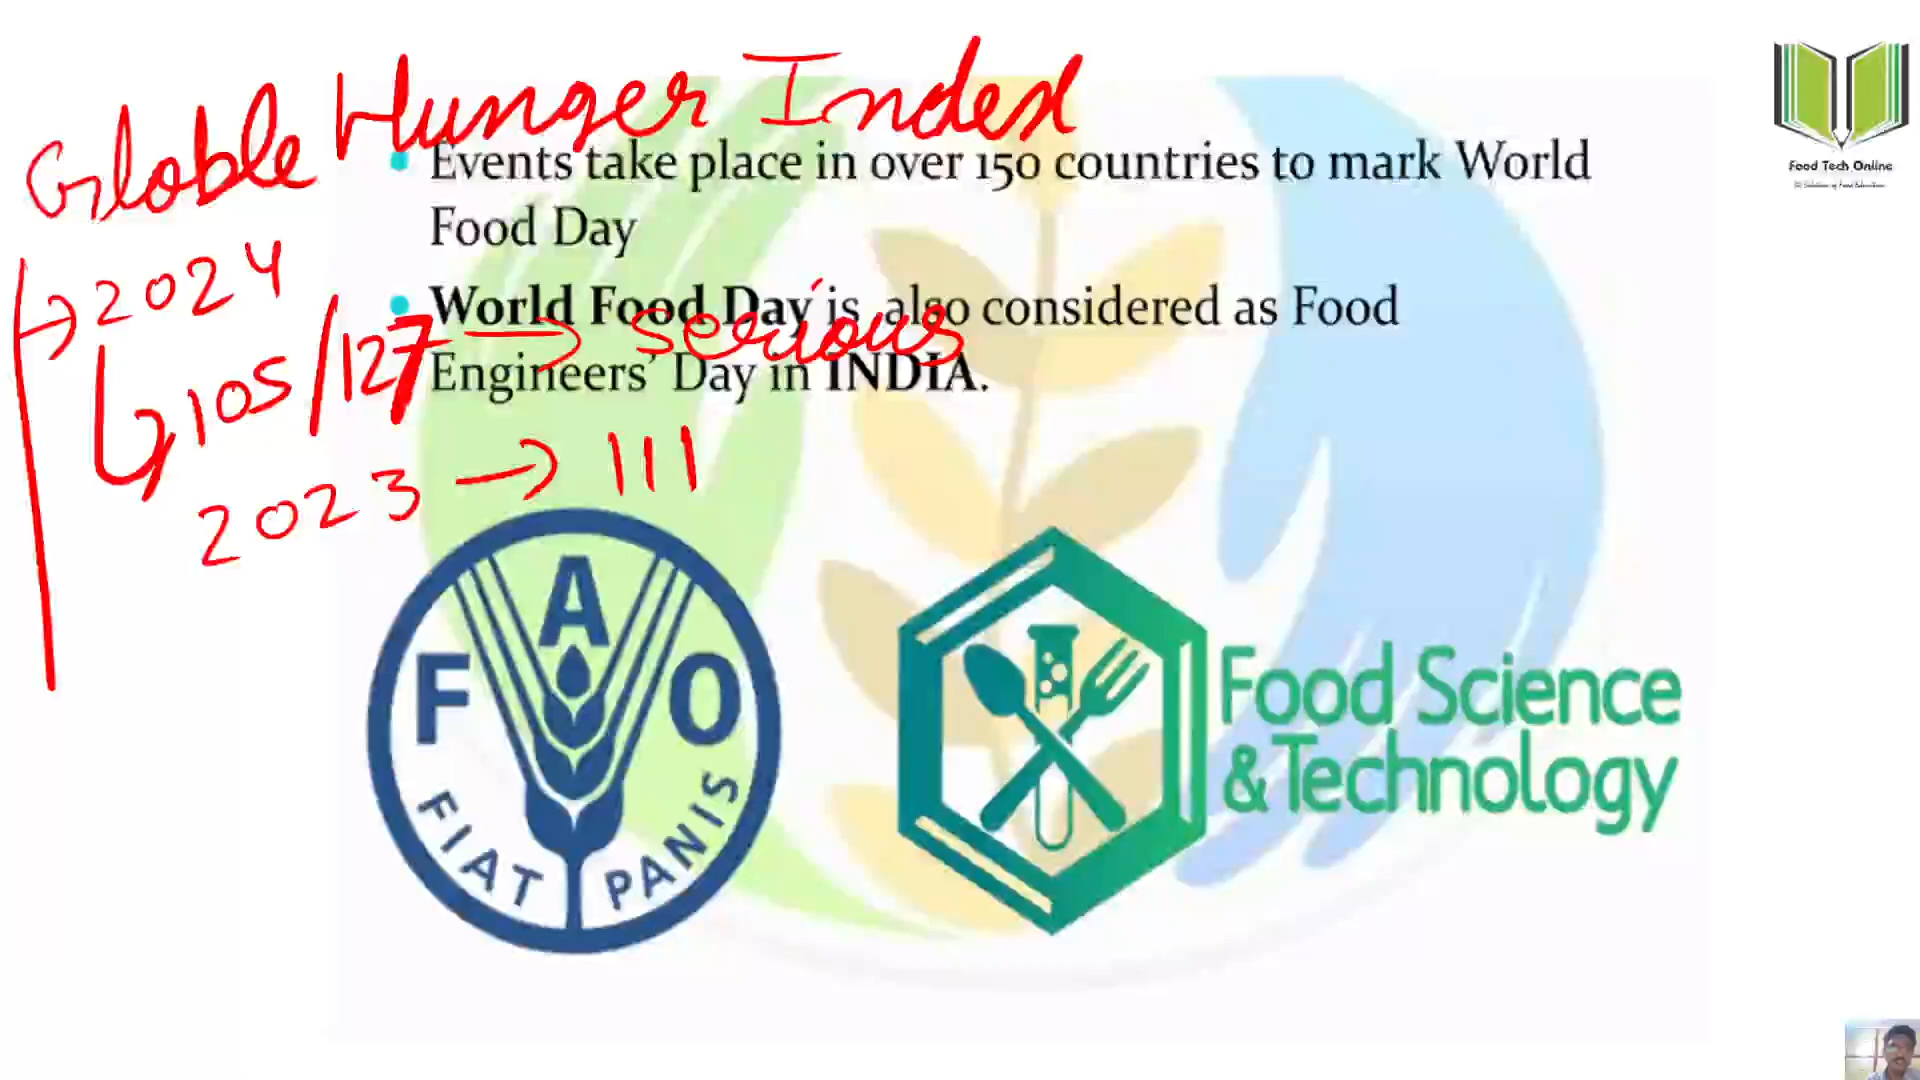 Globle Hunger Index
Events take place in over 150 countries to mark World
Food Day
2024
World Food Day is also considered as Food
105/127 → serious
Engineers' Day in INDIA.
2023 → 111
F A O
FIAT PANIS
Food Science
& Technology
Food Tech Online